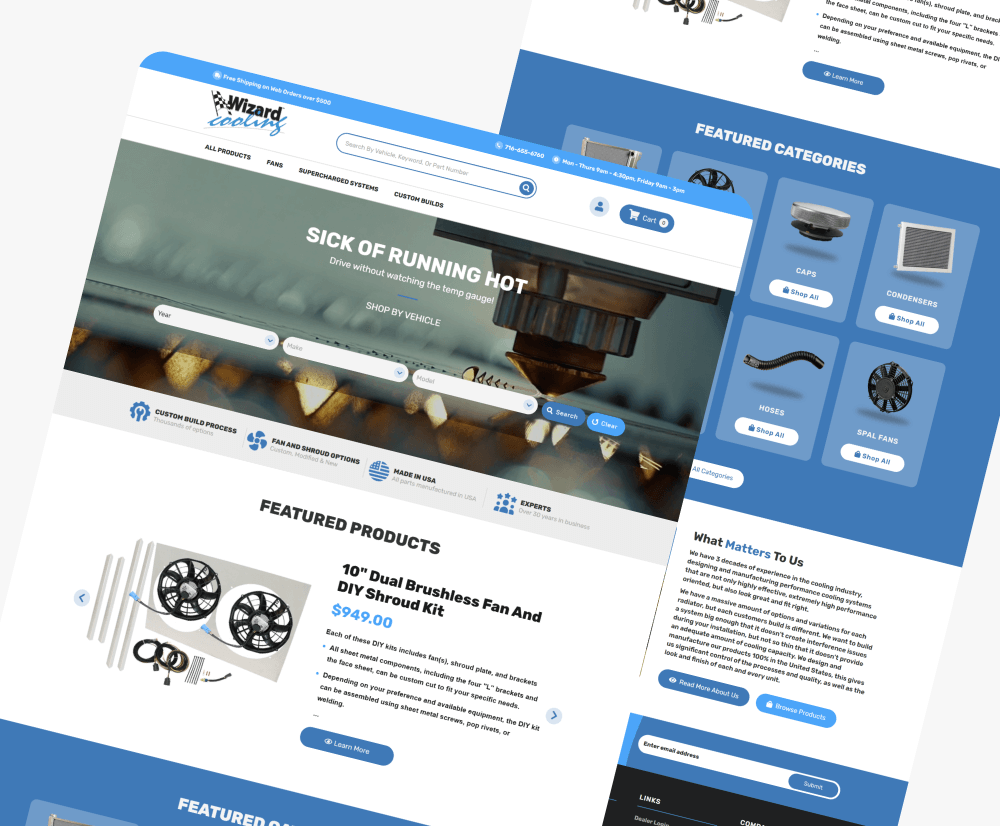 Free Shipping on Web Orders over $500
716-655-6760
Mon - Thurs 9am - 4:30pm, Friday 9am - 3pm
Wizard
cooling
Search By Vehicle, Keyword, Or Part Number
Cart 0
ALL PRODUCTS
FANS
SUPERCHARGED SYSTEMS
CUSTOM BUILDS
SICK OF RUNNING HOT
Drive without watching the temp gauge!
SHOP BY VEHICLE
Year
Make
Model
Search
Clear
CUSTOM BUILD PROCESS
Thousands of options
FAN AND SHROUD OPTIONS
Custom, Modified & New
MADE IN USA
All parts manufactured in USA
EXPERTS
Over 30 years in business
FEATURED PRODUCTS
10" Dual Brushless Fan And
DIY Shroud Kit
$949.00
Each of these DIY kits includes fan(s), shroud plate, and brackets
All sheet metal components, including the four "L" brackets and
the face sheet, can be custom cut to fit your specific needs.
Depending on your preference and available equipment, the DIY kit
can be assembled using sheet metal screws, pop rivets, or
...
Learn More
FEATURED CA
fan(s), shroud plate, and brackets
All sheet metal components, including the four "L" brackets
the face sheet, can be custom cut to fit your specific needs.
Depending on your preference and available equipment, the DI
can be assembled using sheet metal screws, pop rivets, or
welding.
...
Learn More
FEATURED CATEGORIES
CAPS
Shop All
CONDENSERS
Shop All
HOSES
Shop All
SPAL FANS
Shop All
All Categories
What Matters To Us
We have 3 decades of experience in the cooling industry,
designing and manufacturing performance cooling systems
that are not only highly effective, extremely high performance
oriented, but also look great and fit right.
We have a massive amount of options and variations for each
radiator, but each customers build is different. We want to build
a system big enough that it doesn't create interference issues
during your installation, but not so thin that it doesn't provide
an adequate amount of cooling capacity. We design and
manufacture our products 100% in the United States, this gives
us significant control of the processes and quality, as well as the
look and finish of each and every unit.
Read More About Us
Browse Products
Enter email address
Submit
LINKS
Dealer Login
COMPA